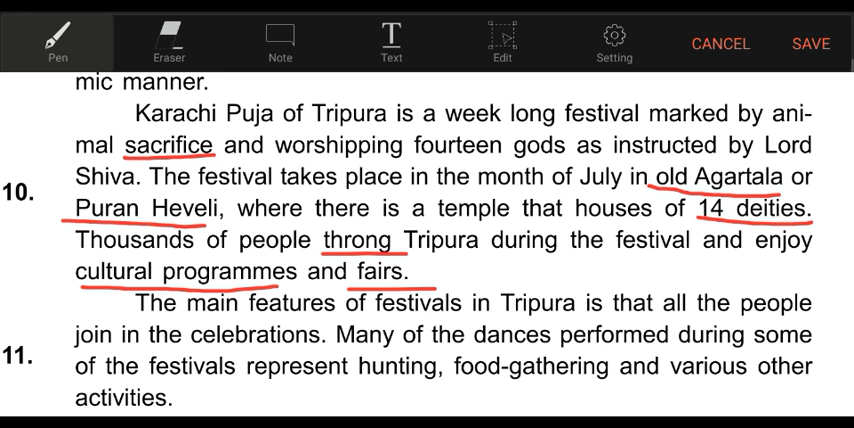 Pen
Eraser
Note
Text
Edit
Setting
CANCEL
SAVE
mic manner.
Karachi Puja of Tripura is a week long festival marked by ani-
mal sacrifice and worshipping fourteen gods as instructed by Lord
Shiva. The festival takes place in the month of July in old Agartala or
10.
Puran Heveli, where there is a temple that houses of 14 deities.
Thousands of people throng Tripura during the festival and enjoy
cultural programmes and fairs.
The main features of festivals in Tripura is that all the people
join in the celebrations. Many of the dances performed during some
11.
of the festivals represent hunting, food-gathering and various other
activities.